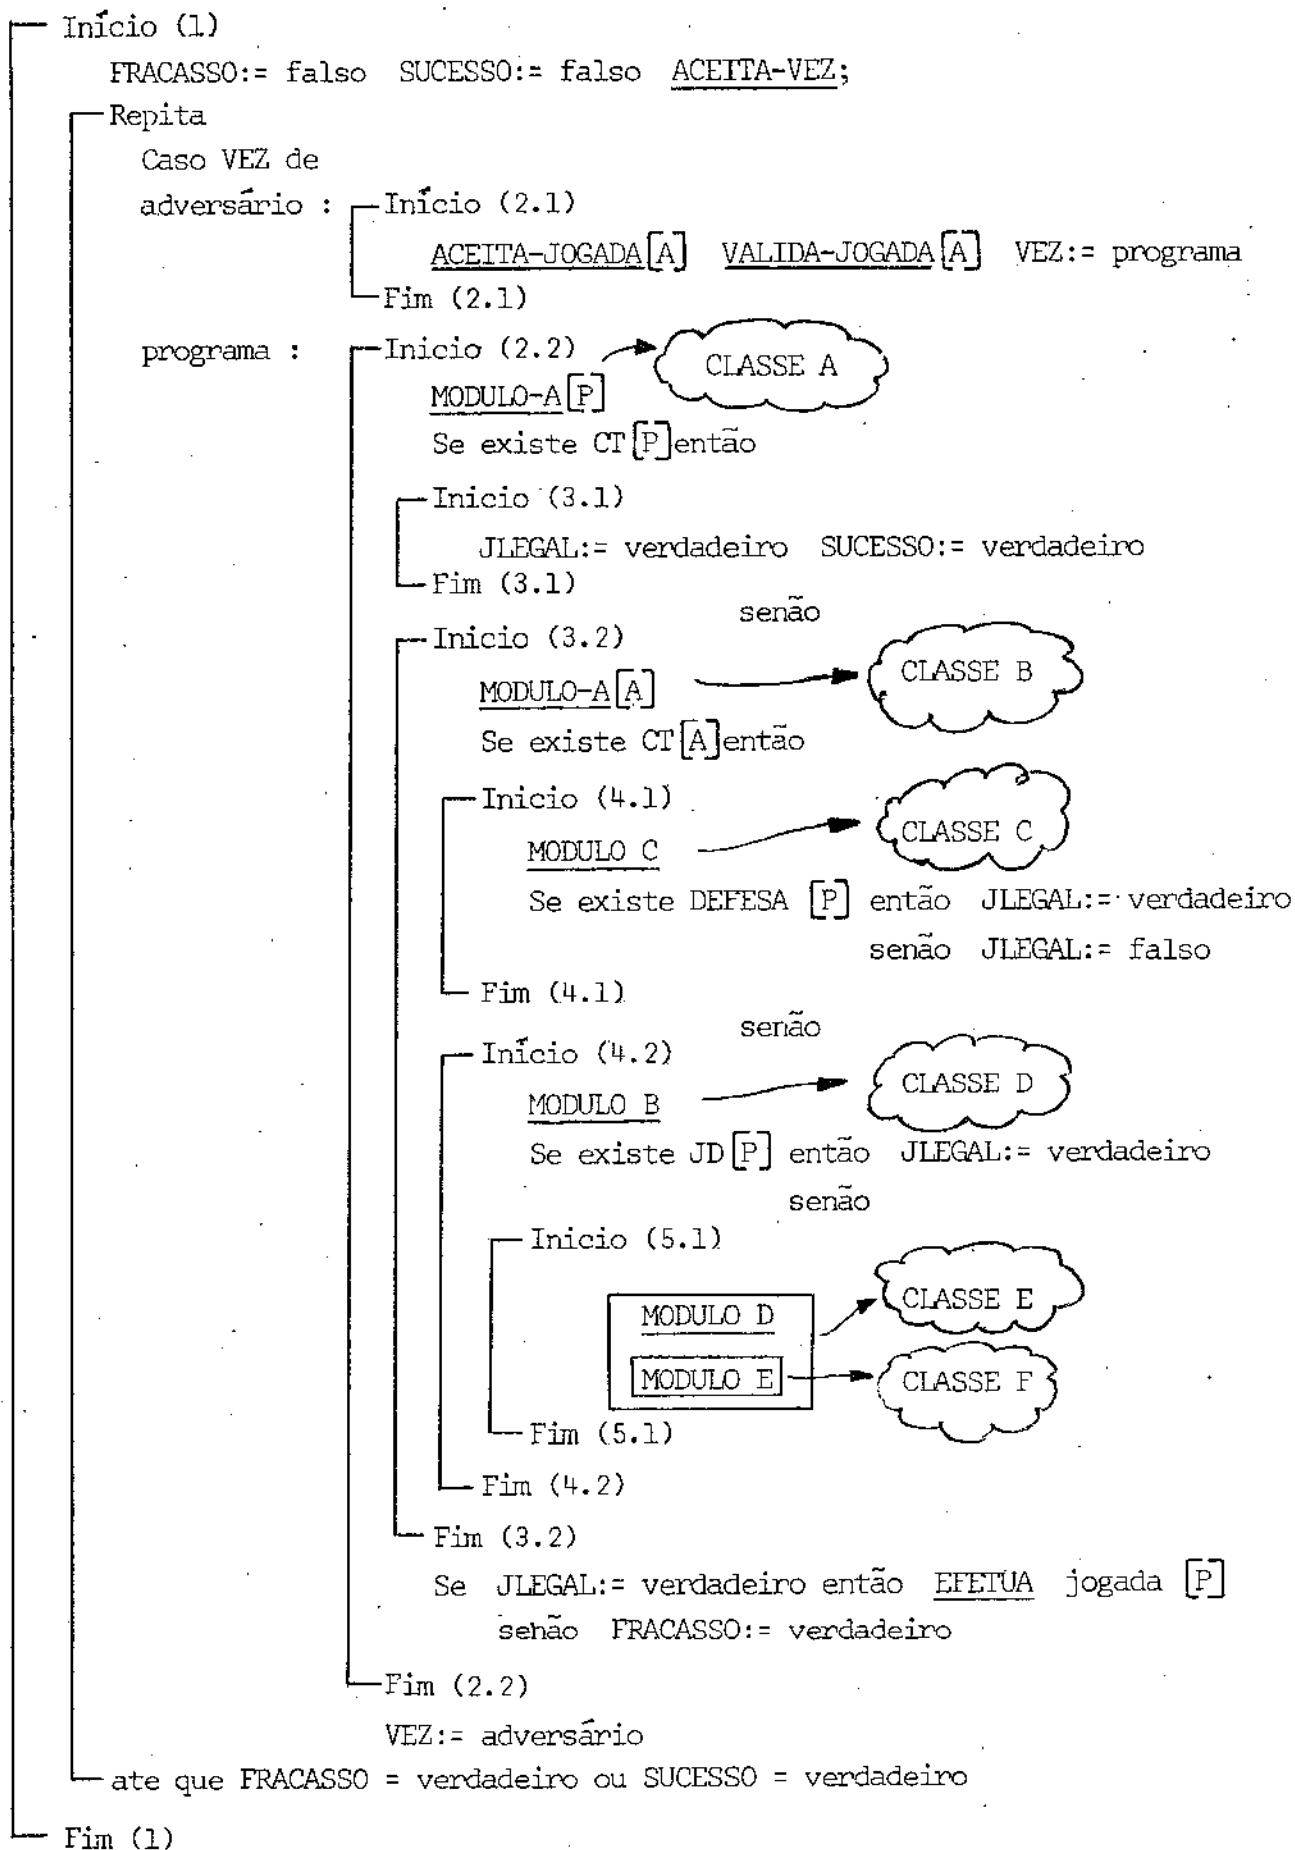 Início (1)
FRACASSO:= falso SUCESSO:= falso ACEITA-VEZ;
Repita
Caso VEZ de
adversário : Início (2.1)
ACEITA-JOGADA[A] VALIDA-JOGADA[A] VEZ:= programa
Fim (2.1)
programa : Inicio (2.2)
CLASSE A
MODULO-A[P]
Se existe CT[P]então
Inicio (3.1)
JLEGAL:= verdadeiro SUCESSO:= verdadeiro
Fim (3.1)
senão
Inicio (3.2)
MODULO-A[A] CLASSE B
Se existe CT[A]então
Inicio (4.1)
MODULO C CLASSE C
Se existe DEFESA [P] então JLEGAL:= verdadeiro
senão JLEGAL:= falso
Fim (4.1)
senão
Início (4.2)
MODULO B CLASSE D
Se existe JD[P] então JLEGAL:= verdadeiro
senão
Inicio (5.1)
MODULO D CLASSE E
MODULO E CLASSE F
Fim (5.1)
Fim (4.2)
Fim (3.2)
Se JLEGAL:= verdadeiro então EFETUA jogada [P]
senão FRACASSO:= verdadeiro
Fim (2.2)
VEZ:= adversário
ate que FRACASSO = verdadeiro ou SUCESSO = verdadeiro
Fim (1)